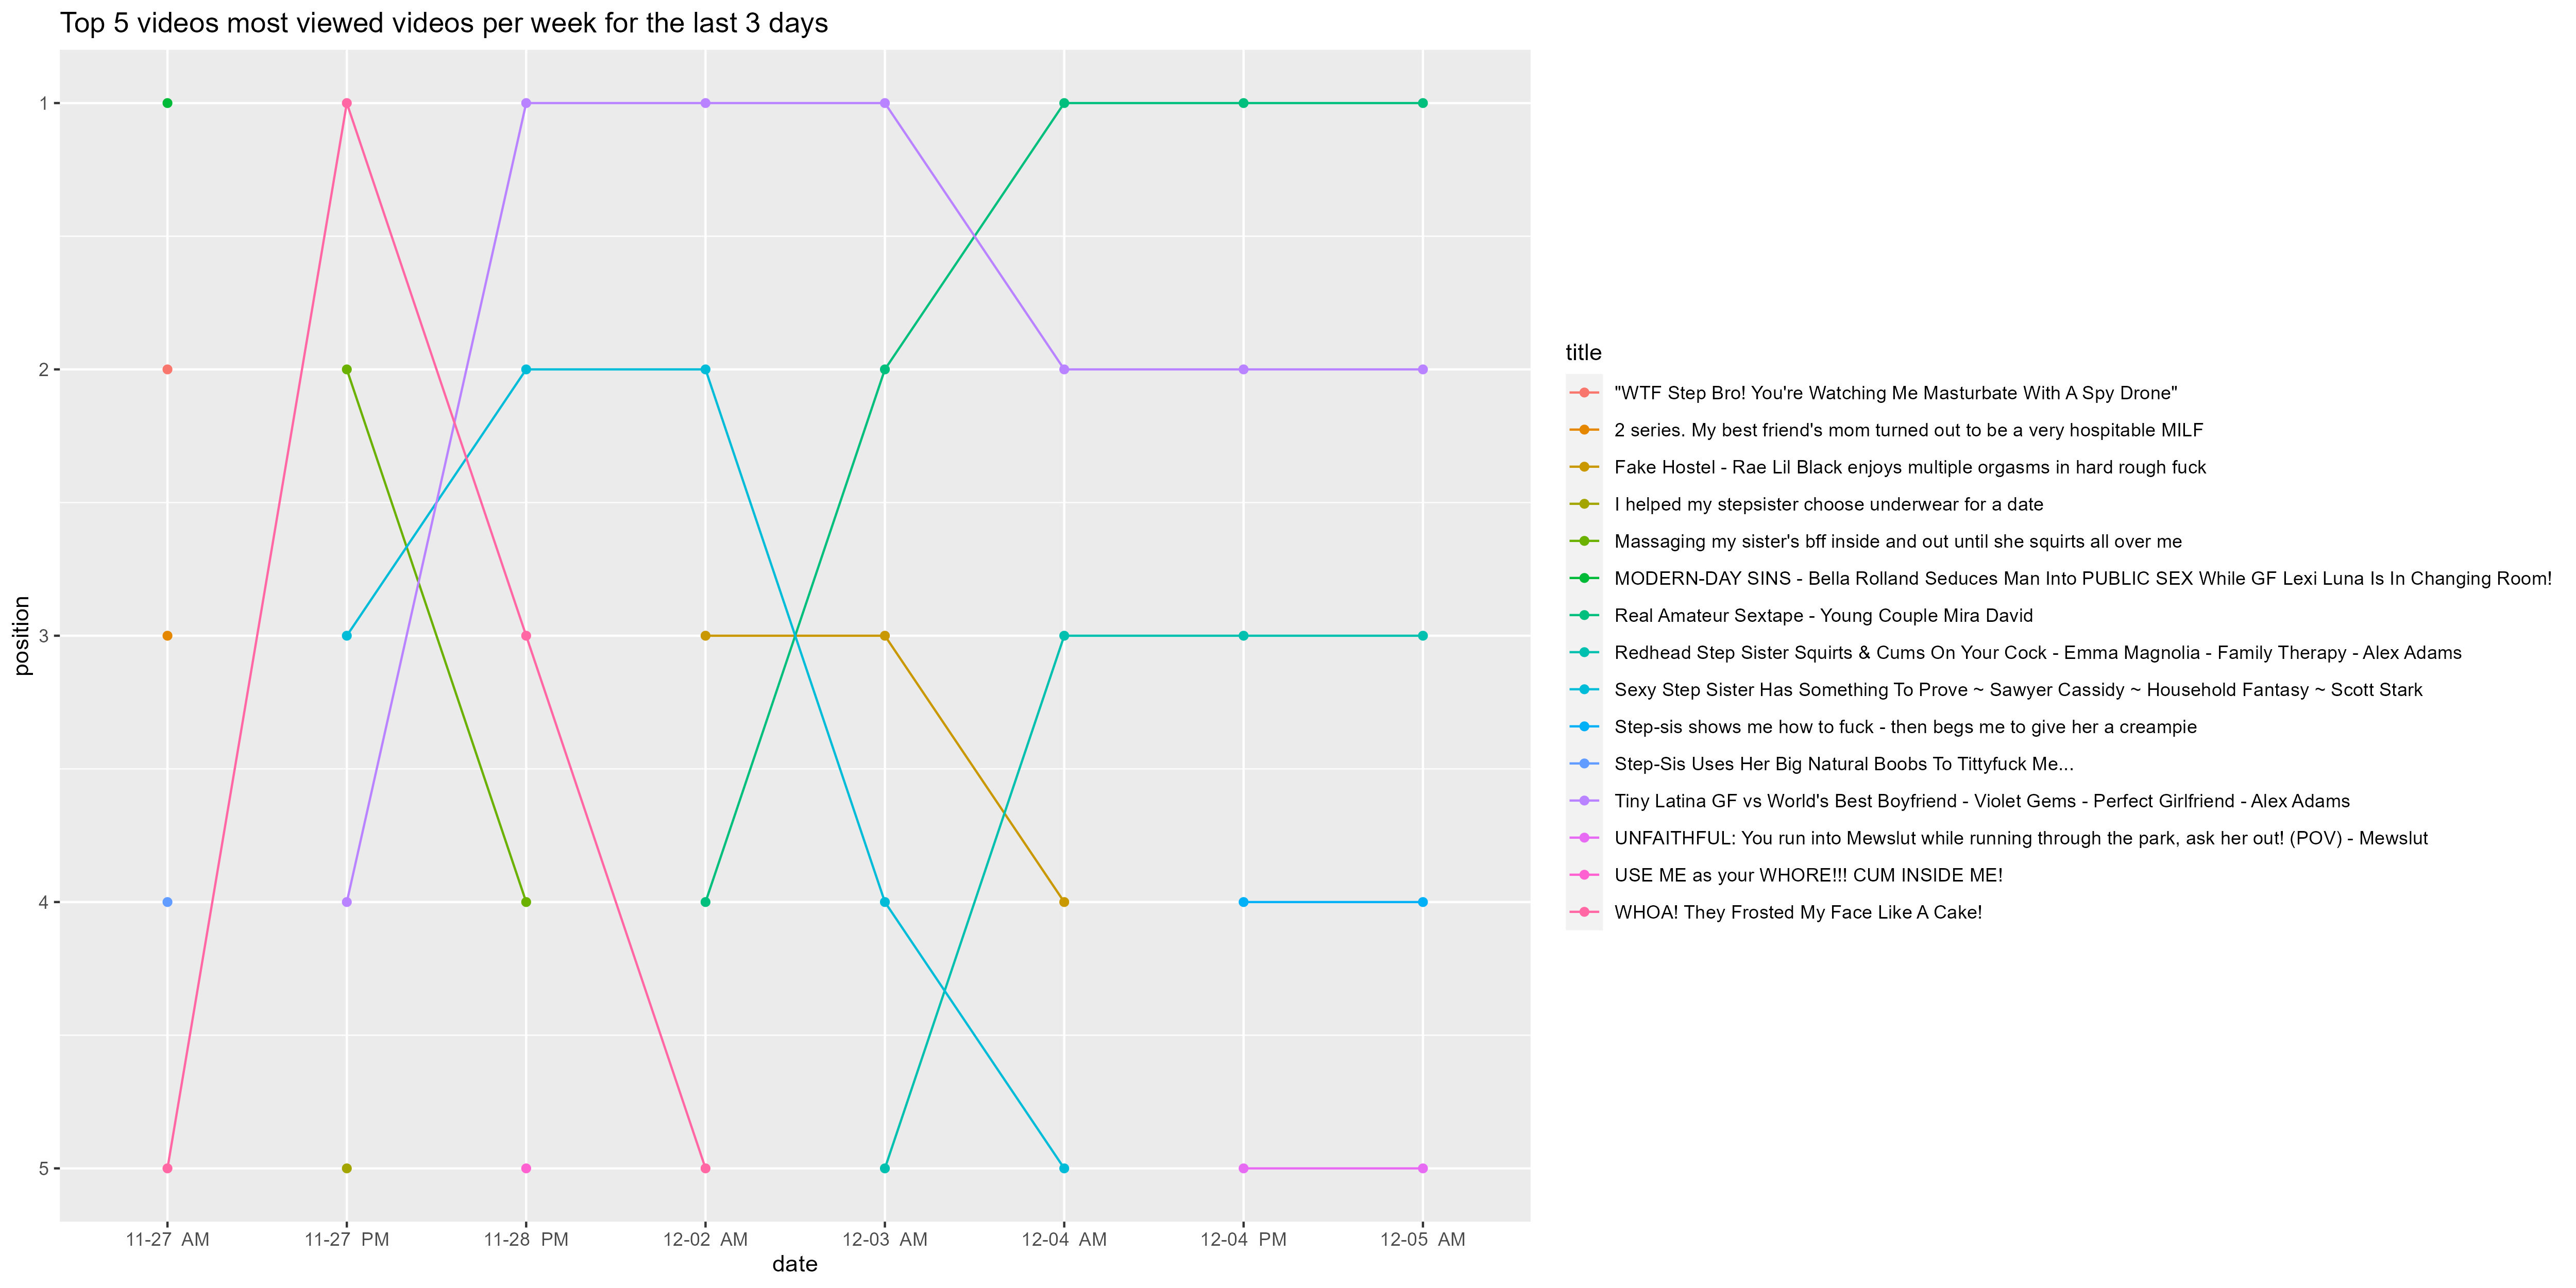 Top 5 videos most viewed videos per week for the last 3 days
position
1
2
3
4
5
11-27 AM
11-27 PM
11-28 PM
12-02 AM
12-03 AM
12-04 AM
12-04 PM
12-05 AM
date
title
"WTF Step Bro! You're Watching Me Masturbate With A Spy Drone"
2 series. My best friend's mom turned out to be a very hospitable MILF
Fake Hostel - Rae Lil Black enjoys multiple orgasms in hard rough fuck
I helped my stepsister choose underwear for a date
Massaging my sister's bff inside and out until she squirts all over me
MODERN-DAY SINS - Bella Rolland Seduces Man Into PUBLIC SEX While GF Lexi Luna Is In Changing Room!
Real Amateur Sextape - Young Couple Mira David
Redhead Step Sister Squirts & Cums On Your Cock - Emma Magnolia - Family Therapy - Alex Adams
Sexy Step Sister Has Something To Prove ~ Sawyer Cassidy ~ Household Fantasy ~ Scott Stark
Step-sis shows me how to fuck - then begs me to give her a creampie
Step-Sis Uses Her Big Natural Boobs To Tittyfuck Me...
Tiny Latina GF vs World's Best Boyfriend - Violet Gems - Perfect Girlfriend - Alex Adams
UNFAITHFUL: You run into Mewslut while running through the park, ask her out! (POV) - Mewslut
USE ME as your WHORE!!! CUM INSIDE ME!
WHOA! They Frosted My Face Like A Cake!